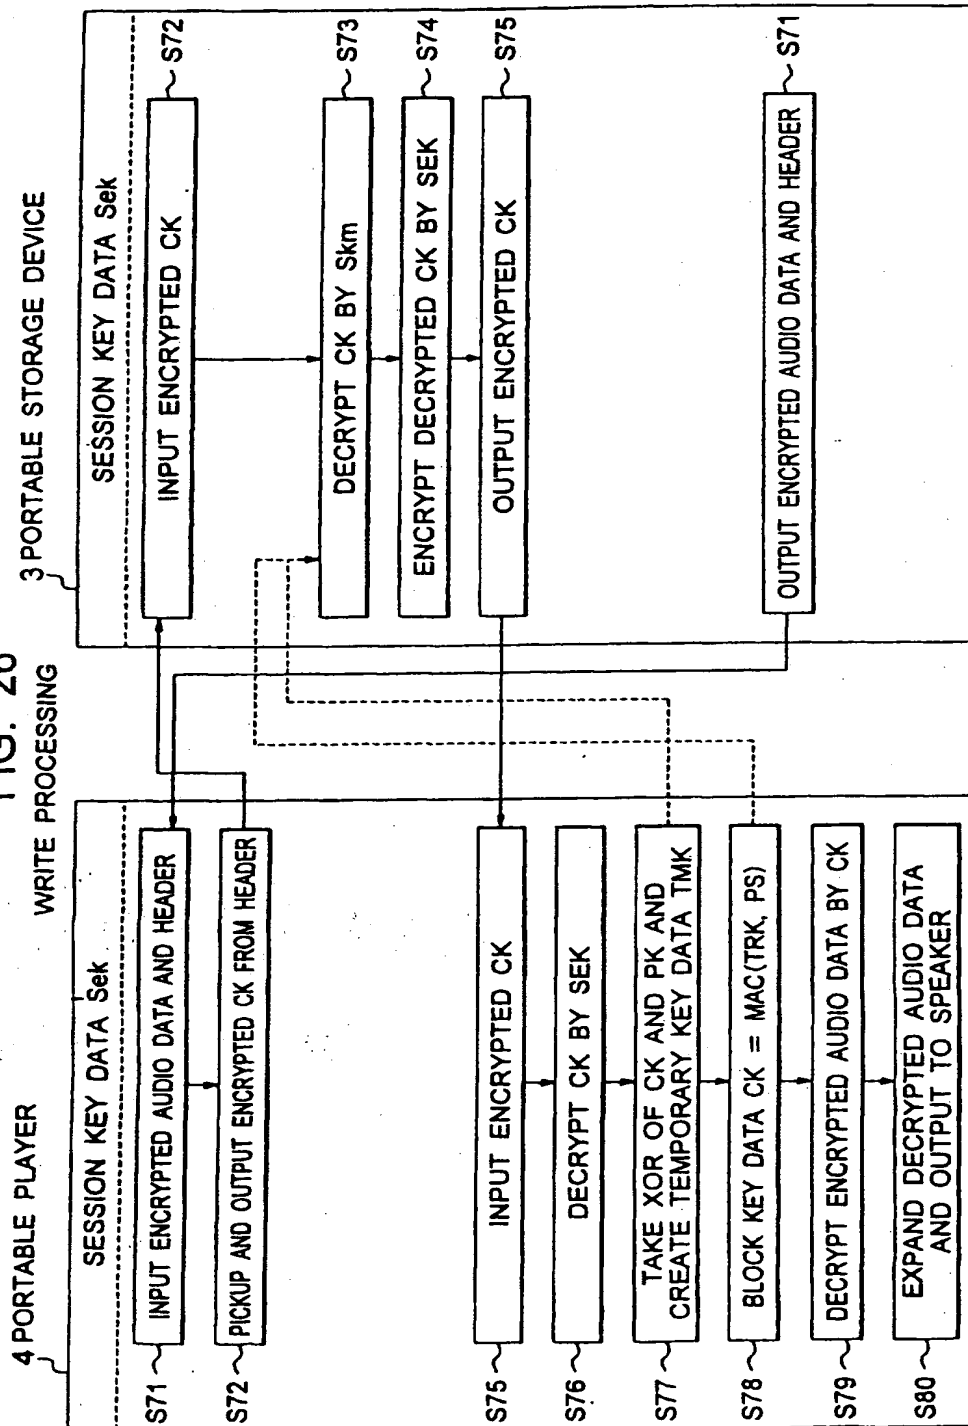 FIG. 26
WRITE PROCESSING
4 PORTABLE PLAYER
SESSION KEY DATA Sek
S71 INPUT ENCRYPTED AUDIO DATA AND HEADER
S72 PICKUP AND OUTPUT ENCRYPTED CK FROM HEADER
S75 INPUT ENCRYPTED CK
S76 DECRYPT CK BY SEK
S77 TAKE XOR OF CK AND PK AND
CREATE TEMPORARY KEY DATA TMK
S78 BLOCK KEY DATA CK = MAC(TRK, PS)
S79 DECRYPT ENCRYPTED AUDIO DATA BY CK
S80 EXPAND DECRYPTED AUDIO DATA
AND OUTPUT TO SPEAKER
3 PORTABLE STORAGE DEVICE
SESSION KEY DATA Sek
INPUT ENCRYPTED CK S72
DECRYPT CK BY Skm S73
ENCRYPT DECRYPTED CK BY SEK S74
OUTPUT ENCRYPTED CK S75
OUTPUT ENCRYPTED AUDIO DATA AND HEADER S71